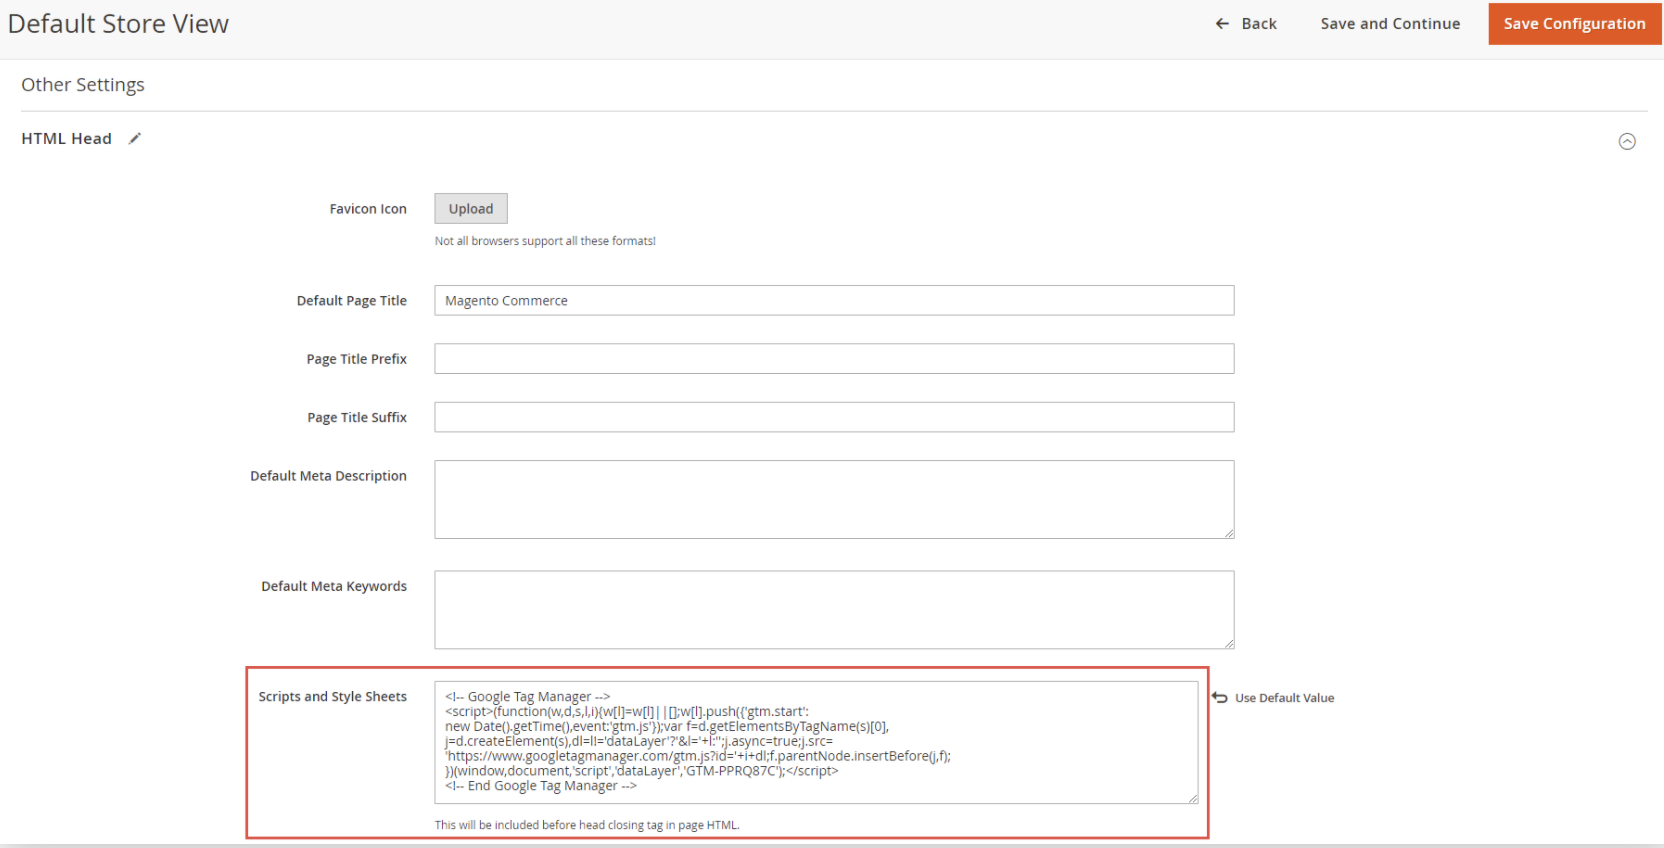 Default Store View
Back
Save and Continue
Save Configuration
Other Settings
HTML Head
Favicon Icon
Upload
Not all browsers support all these formats!
Default Page Title
Magento Commerce
Page Title Prefix
Page Title Suffix
Default Meta Description
Default Meta Keywords
Scripts and Style Sheets
<!-- Google Tag Manager -->
<script>(function(w,d,s,l,i){w[l]=w[l]||[];w[l].push({'gtm.start':
new Date().getTime(),event:'gtm.js'});var f=d.getElementsByTagName(s)[0],
j=d.createElement(s),dl=l!='dataLayer'?'&l='+l:'';j.async=true;j.src=
'https://www.googletagmanager.com/gtm.js?id='+i+dl;f.parentNode.insertBefore(j,f);
})(window,document,'script','dataLayer','GTM-PPRQ87C');</script>
<!-- End Google Tag Manager -->
Use Default Value
This will be included before head closing tag in page HTML.